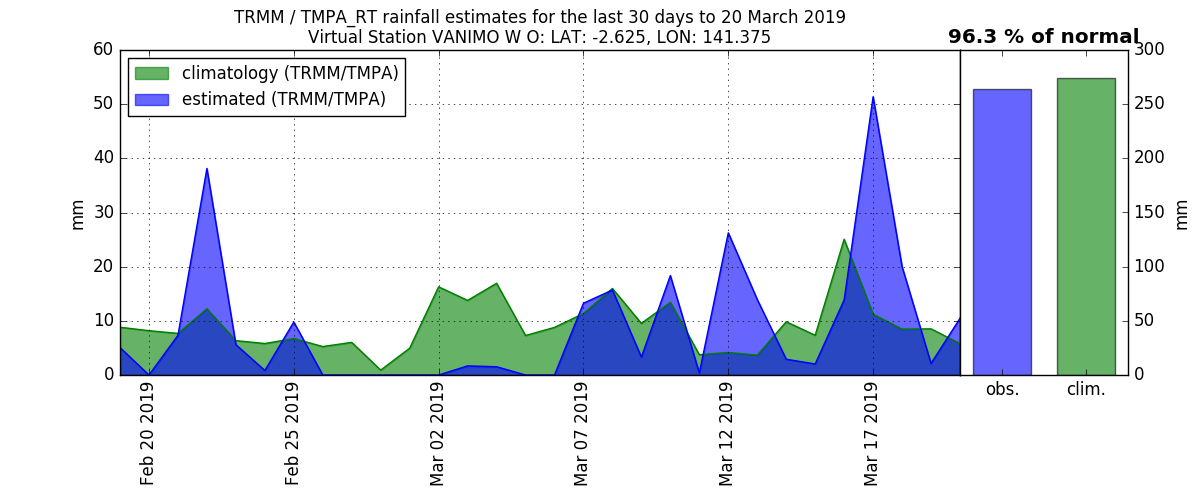 TRMM / TMPA_RT rainfall estimates for the last 30 days to 20 March 2019
Virtual Station VANIMO W O: LAT: -2.625, LON: 141.375
96.3 % of normal
climatology (TRMM/TMPA)
estimated (TRMM/TMPA)
mm
60
50
40
30
20
10
0
Feb 20 2019
Feb 25 2019
Mar 02 2019
Mar 07 2019
Mar 12 2019
Mar 17 2019
obs.
clim.
300
250
200
150
100
50
0
mm